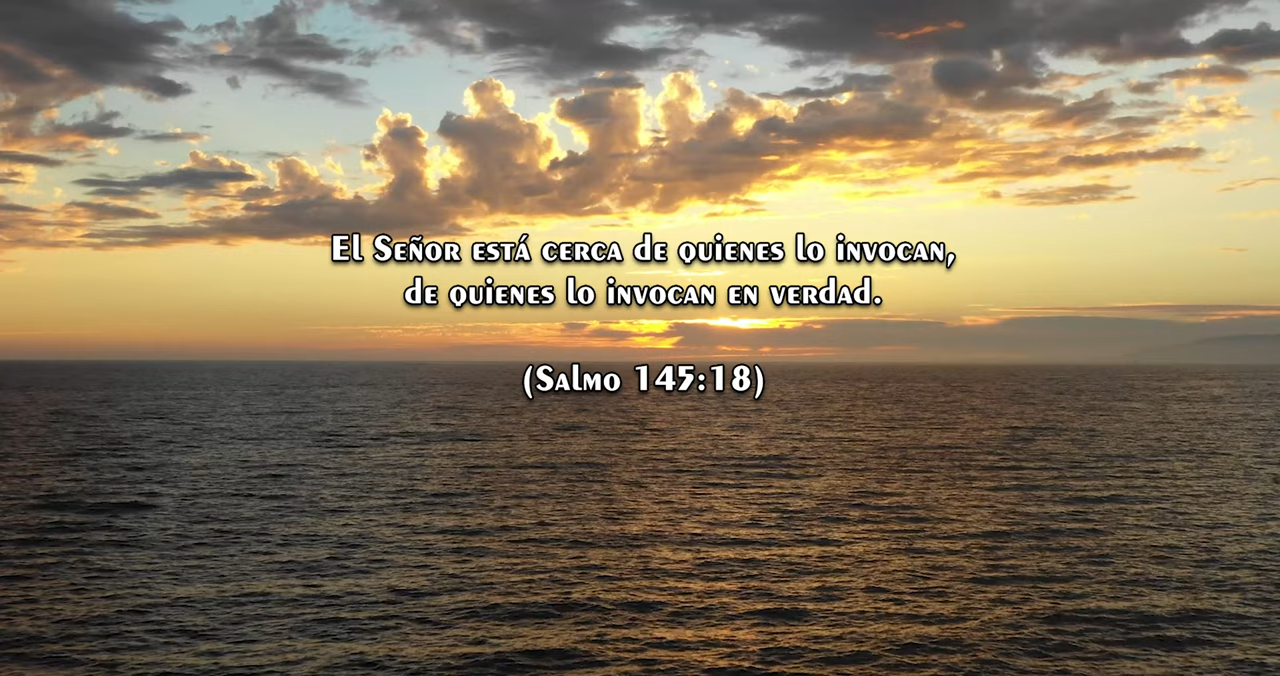 El Señor está cerca de quienes lo invocan,
de quienes lo invocan en verdad.
(Salmo 145:18)